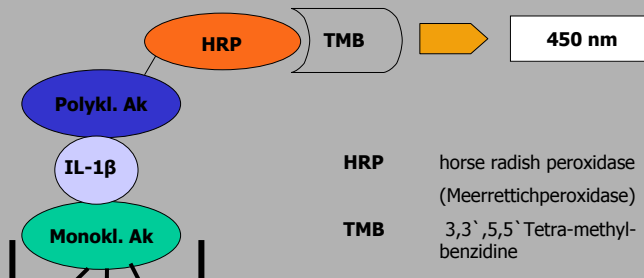 HRP
TMB
450 nm
Polykl. Ak
IL-1β
Monokl. Ak
HRP horse radish peroxidase
(Meerrettichperoxidase)
TMB 3,3`,5,5` Tetra-methyl-
benzidine